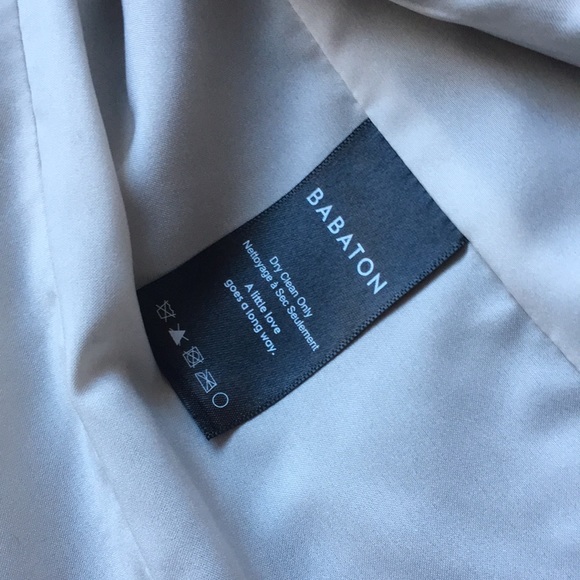 BABATON
Dry Clean Only
Nettoyage à Sec Seulement
A little love
goes a long way.